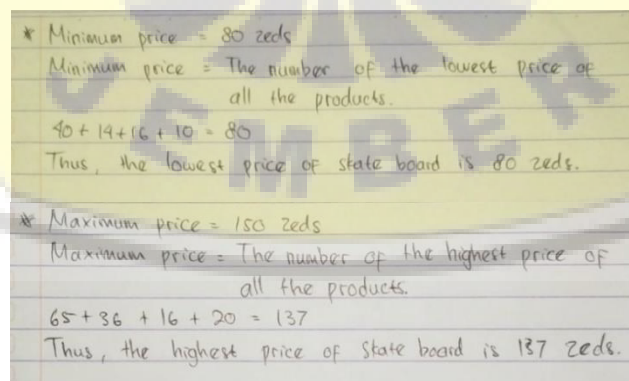 * Minimum price = 80 zeds
Minimum price = The number of the lowest price of
all the products.
40 + 14 + 16 + 10 = 80
Thus, the lowest price of skate board is 80 zeds.
* Maximum price = 150 zeds
Maximum price = The number of the highest price of
all the products.
65 + 36 + 16 + 20 = 137
Thus, the highest price of skate board is 137 zeds.
JEMBER